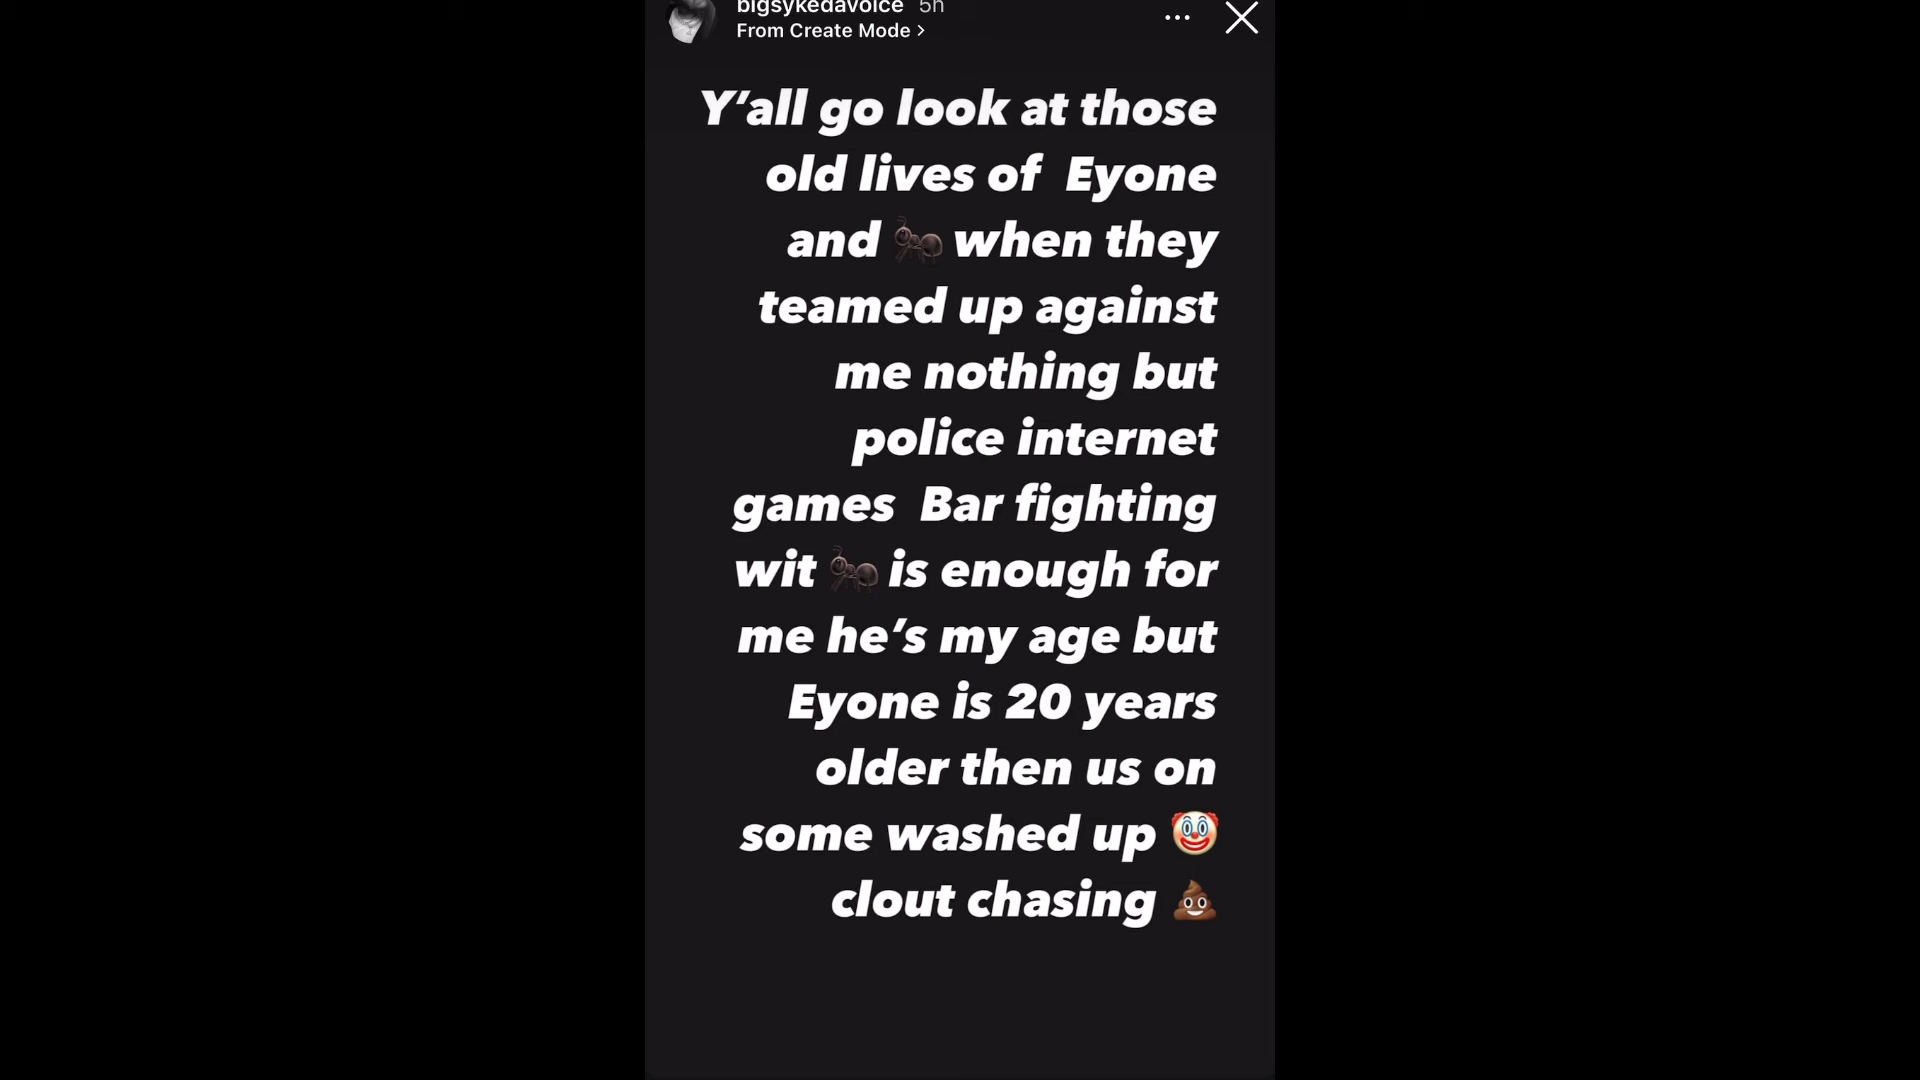 bigsykedavoice 5h
From Create Mode >
Y’all go look at those
old lives of Eyone
and 🐜 when they
teamed up against
me nothing but
police internet
games Bar fighting
wit 🐜 is enough for
me he’s my age but
Eyone is 20 years
older then us on
some washed up 🤡
clout chasing 💩